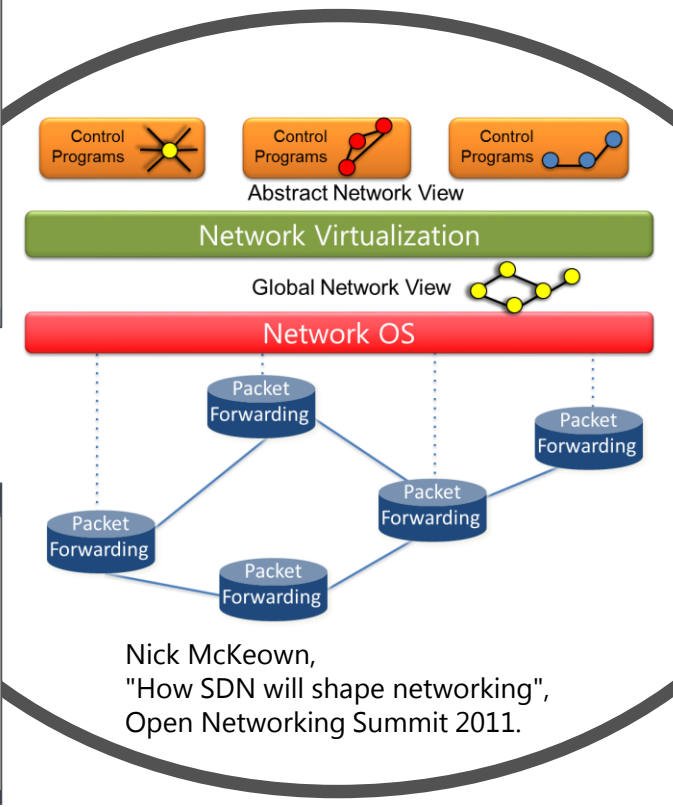 Control
Programs
Control
Programs
Control
Programs
Abstract Network View
Network Virtualization
Global Network View
Network OS
Packet
Forwarding
Packet
Forwarding
Packet
Forwarding
Packet
Forwarding
Packet
Forwarding
Nick McKeown,
"How SDN will shape networking",
Open Networking Summit 2011.